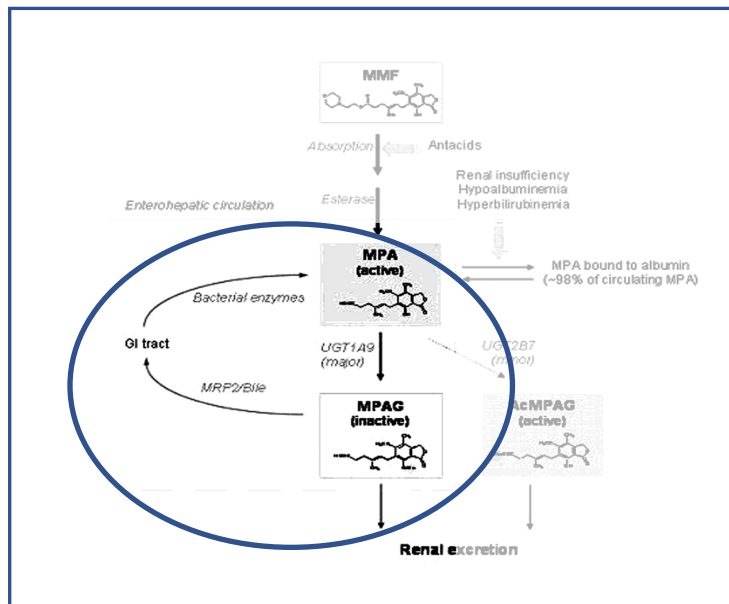 MMF
Absorption
Antacids
Renal insufficiency
Hypoalbuminemia
Hyperbilirubinemia
Esterase
Enterohepatic circulation
MPA
(active)
MPA bound to albumin
(~98% of circulating MPA)
Bacterial enzymes
GI tract
UGT1A9
(major)
UGT2B7
(minor)
MRP2/Bile
MPAG
(inactive)
AcMPAG
(active)
Renal excretion